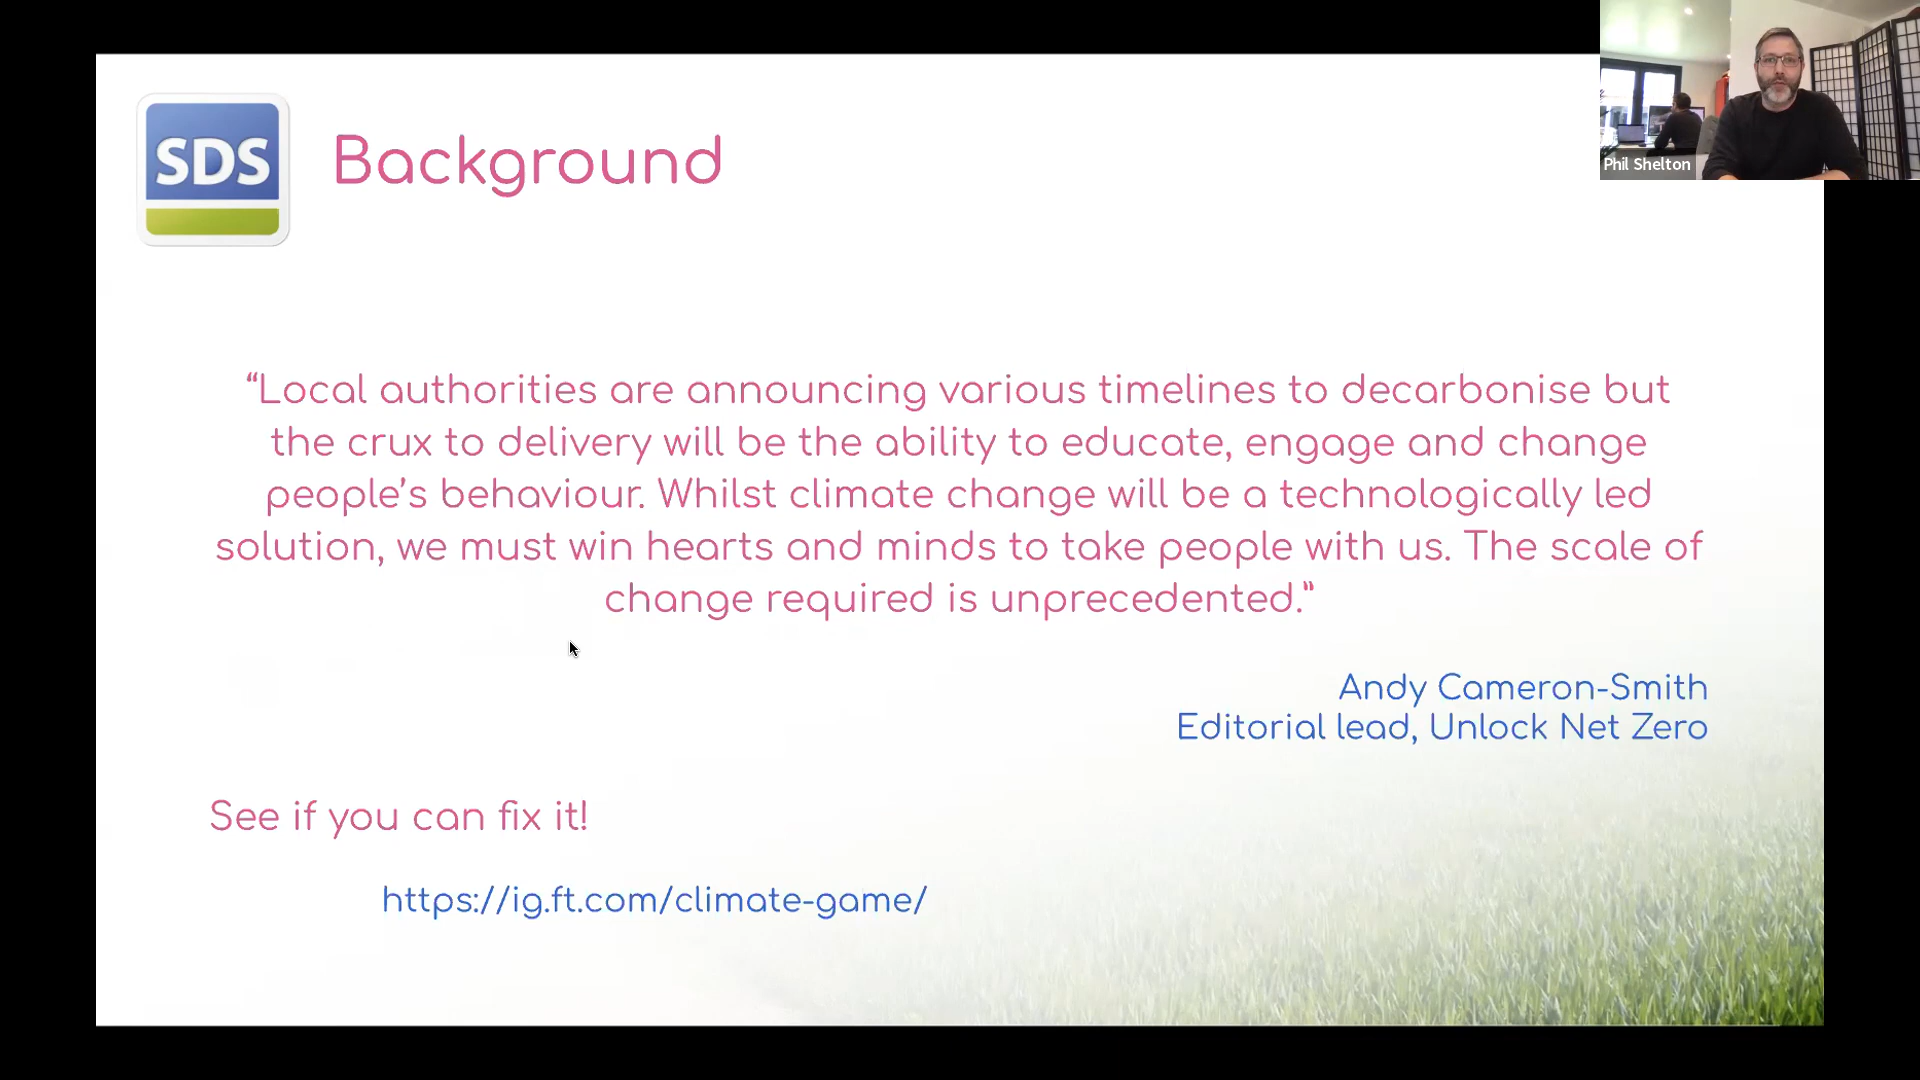 SDS
Background
Phil Shelton
“Local authorities are announcing various timelines to decarbonise but
the crux to delivery will be the ability to educate, engage and change
people’s behaviour. Whilst climate change will be a technologically led
solution, we must win hearts and minds to take people with us. The scale of
change required is unprecedented.”
Andy Cameron-Smith
Editorial lead, Unlock Net Zero
See if you can fix it!
https://ig.ft.com/climate-game/